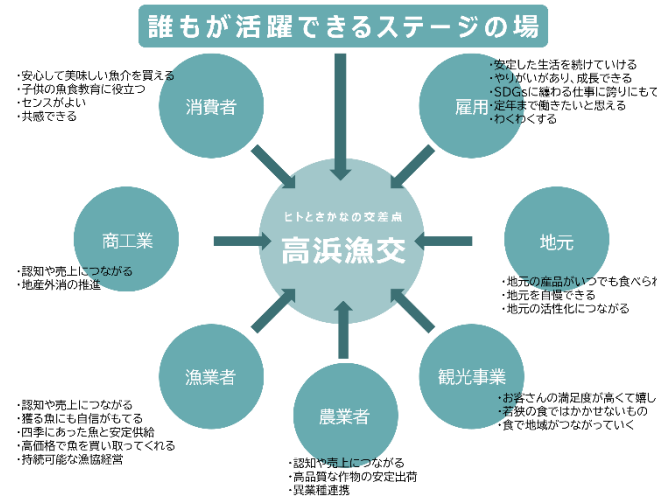 誰もが活躍できるステージの場
・安心して美味しい魚介を買える
・子供の魚食教育に役立つ
・センスがよい
・共感できる
消費者
・安定した生活を続けていける
・やりがいがあり、成長できる
・SDGsに纏わる仕事に誇りにもて
・定年まで働きたいと思える
・わくわくする
雇用
ヒトとさかなの交差点
高浜漁交
商工業
・認知や売上につながる
・地産外消の推進
地元
・地元の産品がいつでも食べられ
・地元を自慢できる
・地元の活性化につながる
漁業者
・認知や売上につながる
・獲る魚にも自信がもてる
・四季にあった魚と安定供給
・高価格で魚を買い取ってくれる
・持続可能な漁協経営
農業者
・認知や売上につながる
・高品質な作物の安定出荷
・異業種連携
観光事業
・お客さんの満足度が高くて嬉し
・若狭の食ではかかせないもの
・食で地域がつながっていく